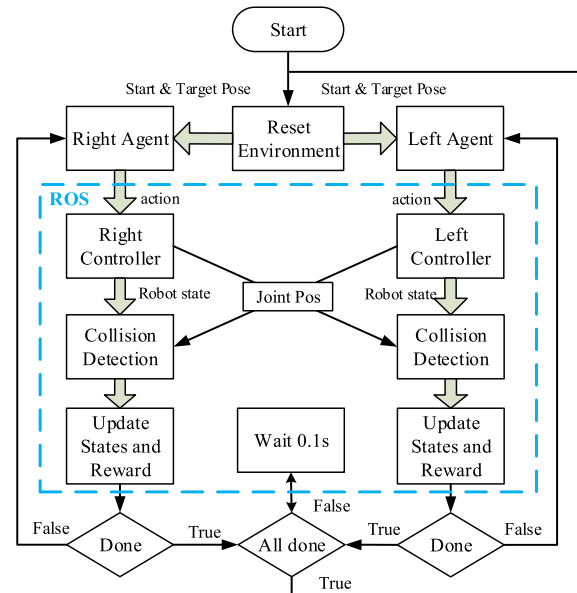 Start
Start & Target Pose
Start & Target Pose
Right Agent
Reset
Environment
Left Agent
ROS
action
action
Right
Controller
Left
Controller
Robot state
Joint Pos
Robot state
Collision
Detection
Collision
Detection
Update
States and
Reward
Wait 0.1s
Update
States and
Reward
False
Done
True
False
All done
True
True
Done
False